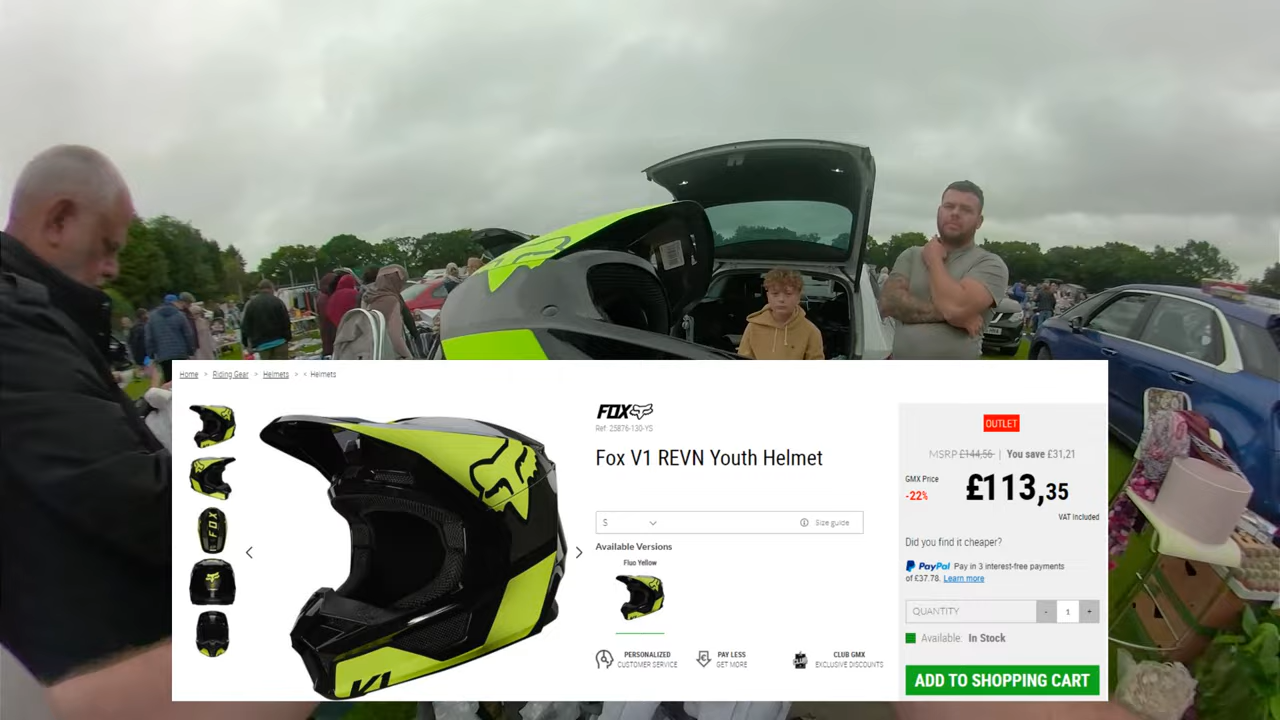 Home > Riding Gear > Helmets > < Helmets
FOX
Ref: 25876-130-YS
Fox V1 REVN Youth Helmet
S
Size guide
Available Versions
Fluo Yellow
PERSONALIZED
CUSTOMER SERVICE
PAY LESS
GET MORE
CLUB
CLUB GMX
EXCLUSIVE DISCOUNTS
FOX
V1
OUTLET
MSRP £144,56 | You save £31,21
GMX Price
-22%
£113,35
VAT Included
Did you find it cheaper?
PayPal Pay in 3 interest-free payments
of £37.78. Learn more
QUANTITY - 1 +
Available: In Stock
ADD TO SHOPPING CART